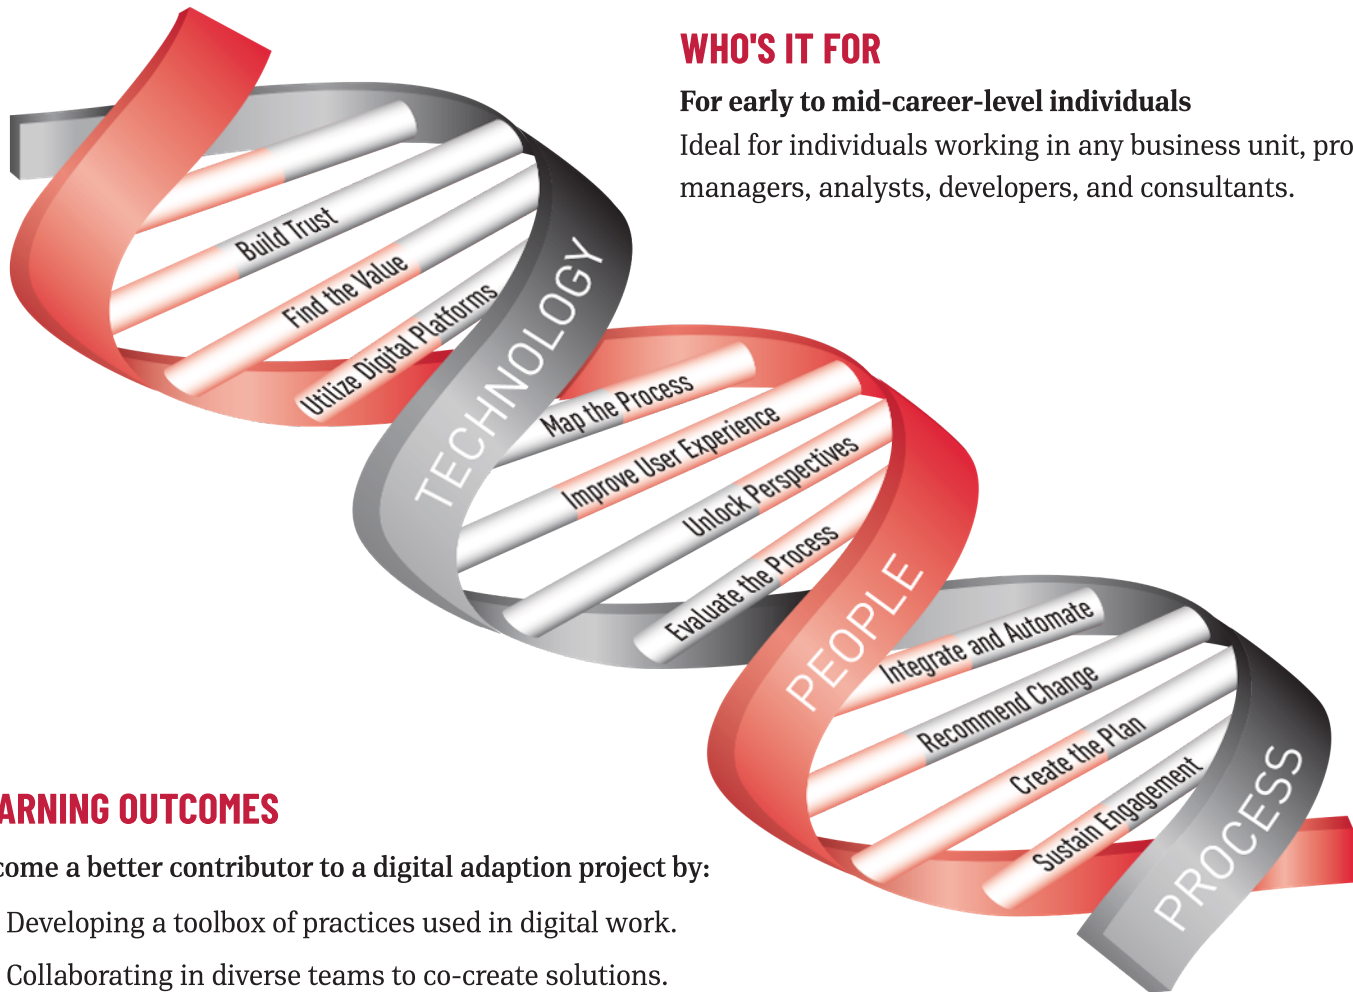 WHO'S IT FOR
For early to mid-career-level individuals
Ideal for individuals working in any business unit, pro
managers, analysts, developers, and consultants.
Build Trust
Find the Value
Utilize Digital Platforms
TECHNOLOGY
Map the Process
Improve User Experience
Unlock Perspectives
Evaluate the Process
PEOPLE
Integrate and Automate
Recommend Change
Create the Plan
Sustain Engagement
PROCESS
ARNING OUTCOMES
come a better contributor to a digital adaption project by:
Developing a toolbox of practices used in digital work.
Collaborating in diverse teams to co-create solutions.